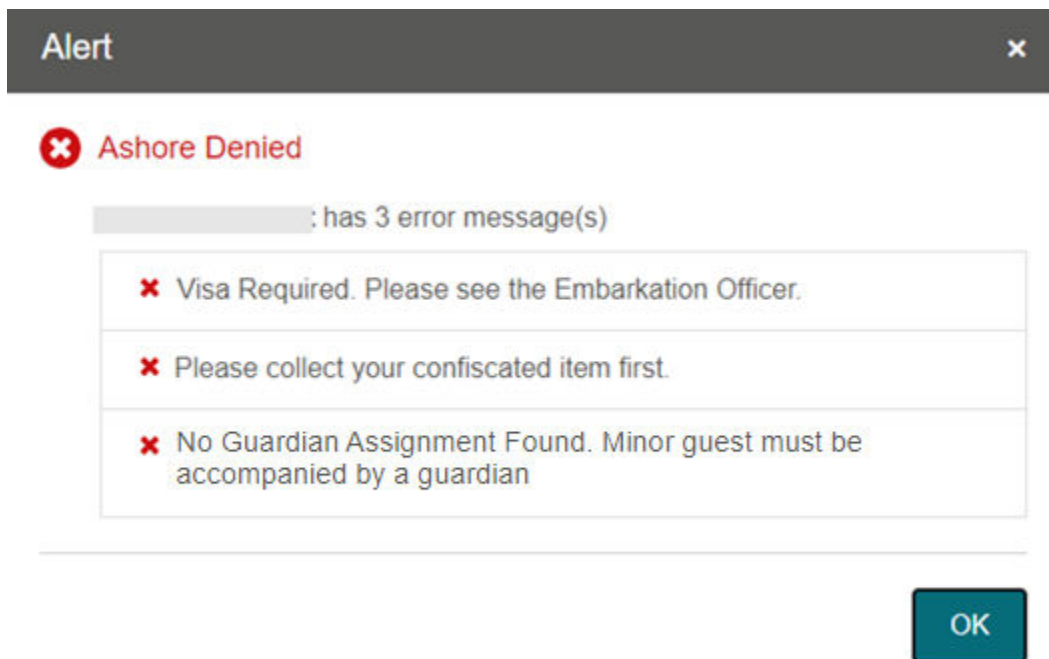 Alert
Ashore Denied
: has 3 error message(s)
Visa Required. Please see the Embarkation Officer.
Please collect your confiscated item first.
No Guardian Assignment Found. Minor guest must be
accompanied by a guardian
OK